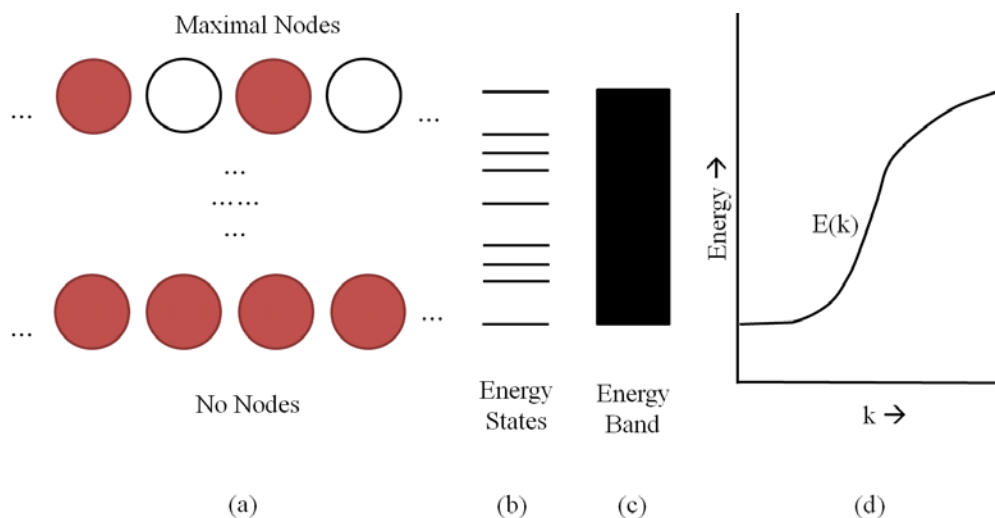 Maximal Nodes
... ...
...
... ...
...
... ...
No Nodes
Energy
States
Energy
Band
Energy →
E(k)
k →
(a)
(b)
(c)
(d)